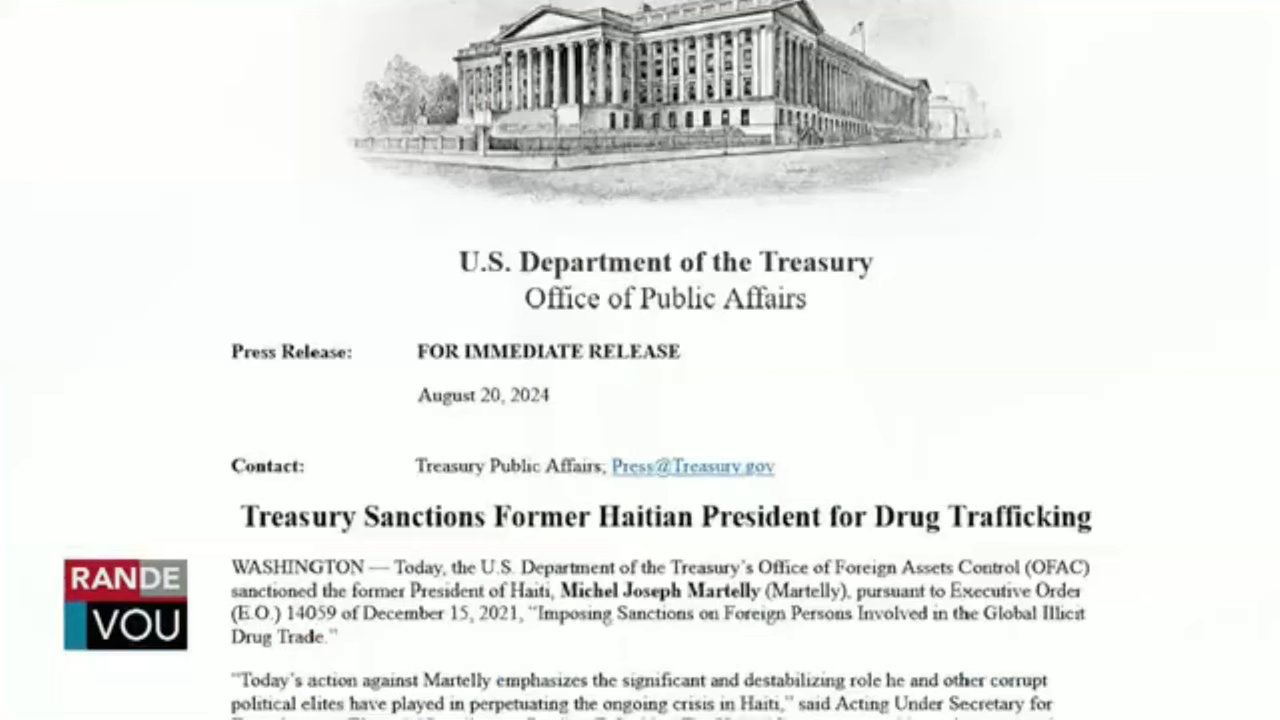 U.S. Department of the Treasury
Office of Public Affairs
Press Release: FOR IMMEDIATE RELEASE
August 20, 2024
Contact: Treasury Public Affairs; Press@Treasury.gov
Treasury Sanctions Former Haitian President for Drug Trafficking
WASHINGTON — Today, the U.S. Department of the Treasury's Office of Foreign Assets Control (OFAC)
sanctioned the former President of Haiti, Michel Joseph Martelly (Martelly), pursuant to Executive Order
(E.O.) 14059 of December 15, 2021, "Imposing Sanctions on Foreign Persons Involved in the Global Illicit
Drug Trade."
"Today's action against Martelly emphasizes the significant and destabilizing role he and other corrupt
political elites have played in perpetuating the ongoing crisis in Haiti," said Acting Under Secretary for
RANDE
VOU